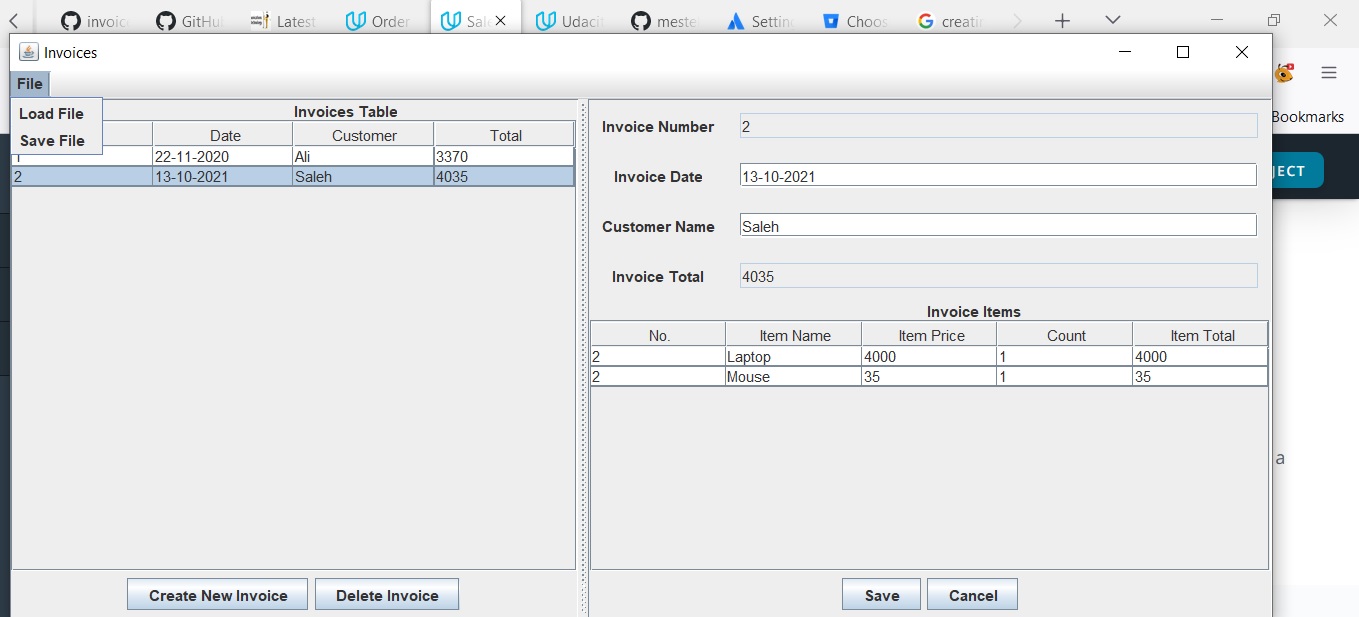 invoic GitHu Latest Order Sal Udacit meste Settin Choos creatin
Invoices
File
Load File
Save File
Bookmarks
JECT
Invoices Table
Date Customer Total
1 22-11-2020 Ali 3370
2 13-10-2021 Saleh 4035
Invoice Number 2
Invoice Date 13-10-2021
Customer Name Saleh
Invoice Total 4035
Invoice Items
No. Item Name Item Price Count Item Total
2 Laptop 4000 1 4000
2 Mouse 35 1 35
a
Create New Invoice Delete Invoice Save Cancel